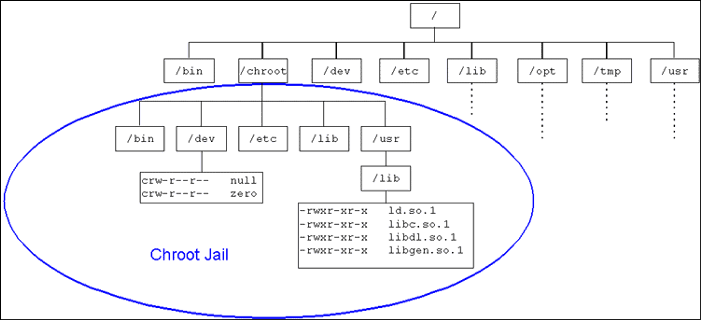 /
/bin /chroot /dev /etc /lib /opt /tmp /usr
/bin /dev /etc /lib /usr
/lib
crw-r--r-- null
crw-r--r-- zero
-rwxr-xr-x ld.so.1
-rwxr-xr-x libc.so.1
-rwxr-xr-x libdl.so.1
-rwxr-xr-x libgen.so.1
Chroot Jail